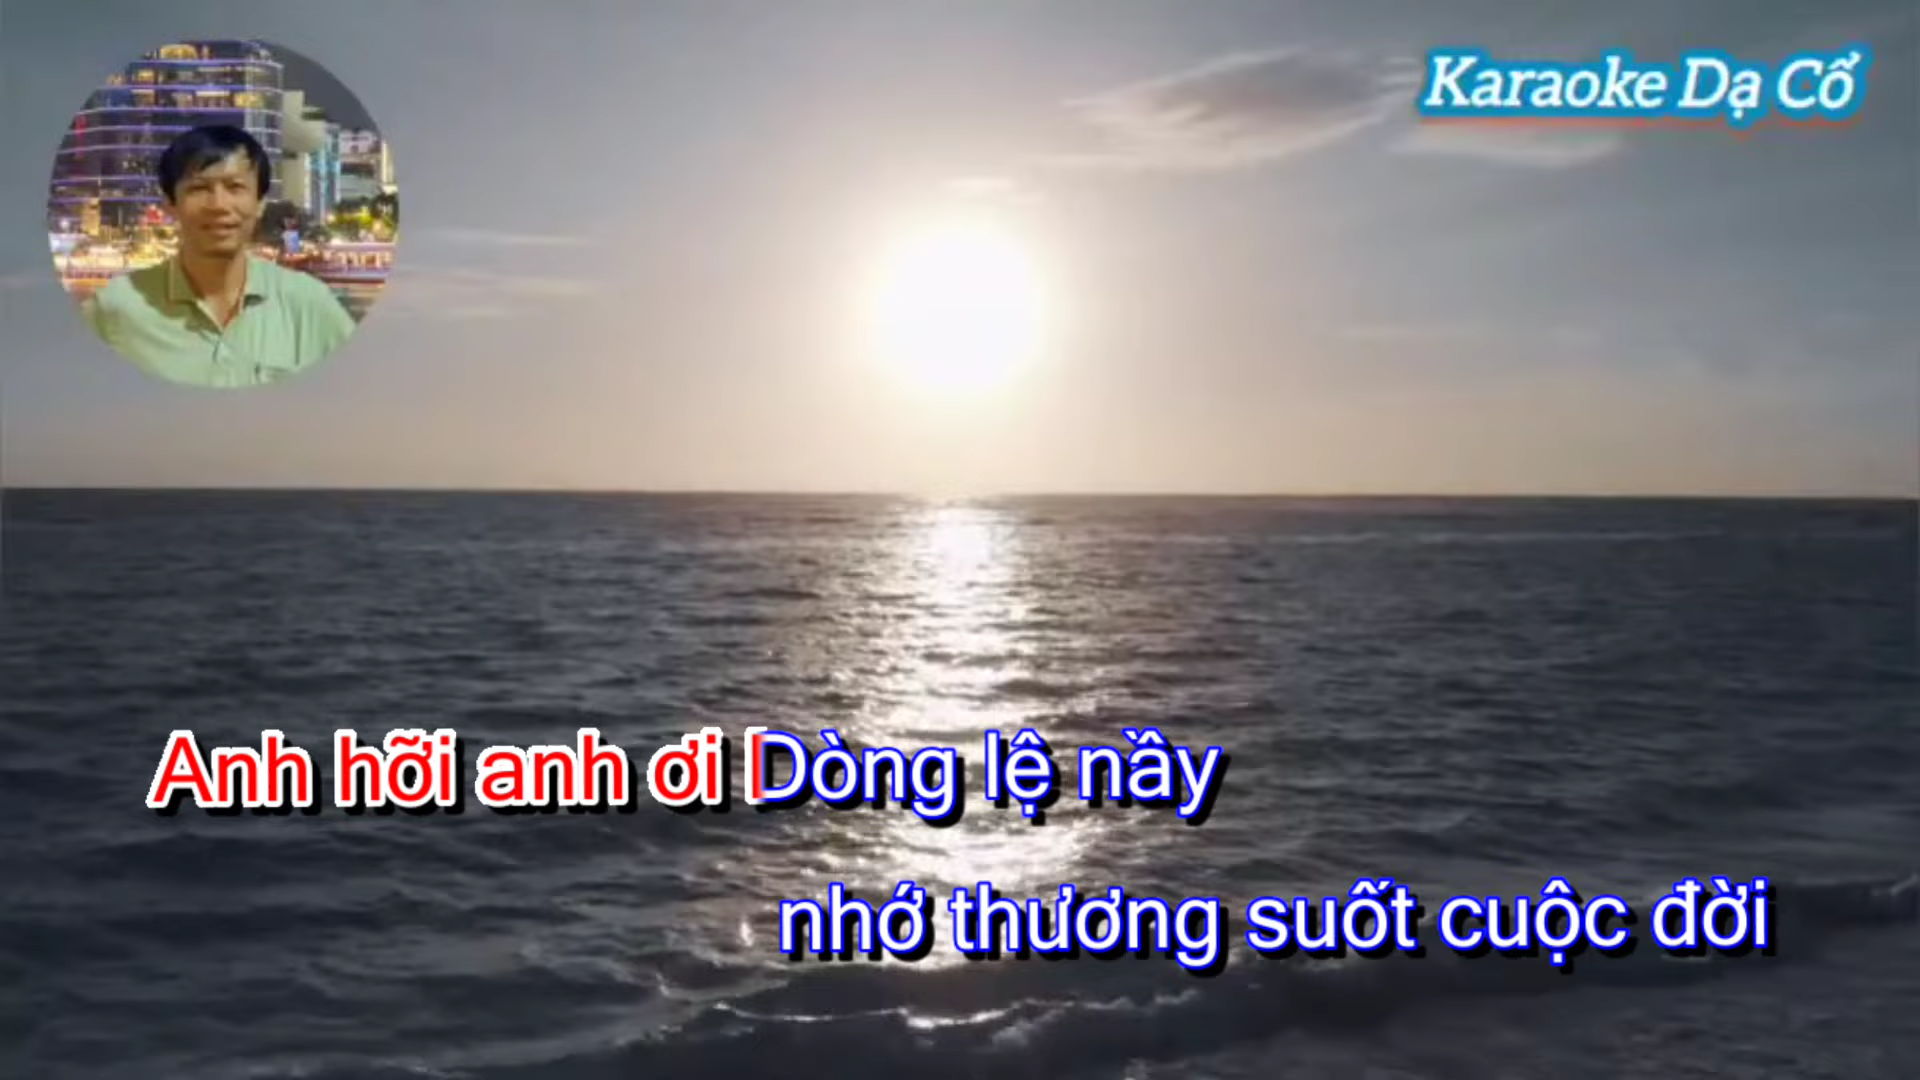 Karaoke Dạ Cổ
Anh hỡi anh ơi Dòng lệ nầy
nhớ thương suốt cuộc đời